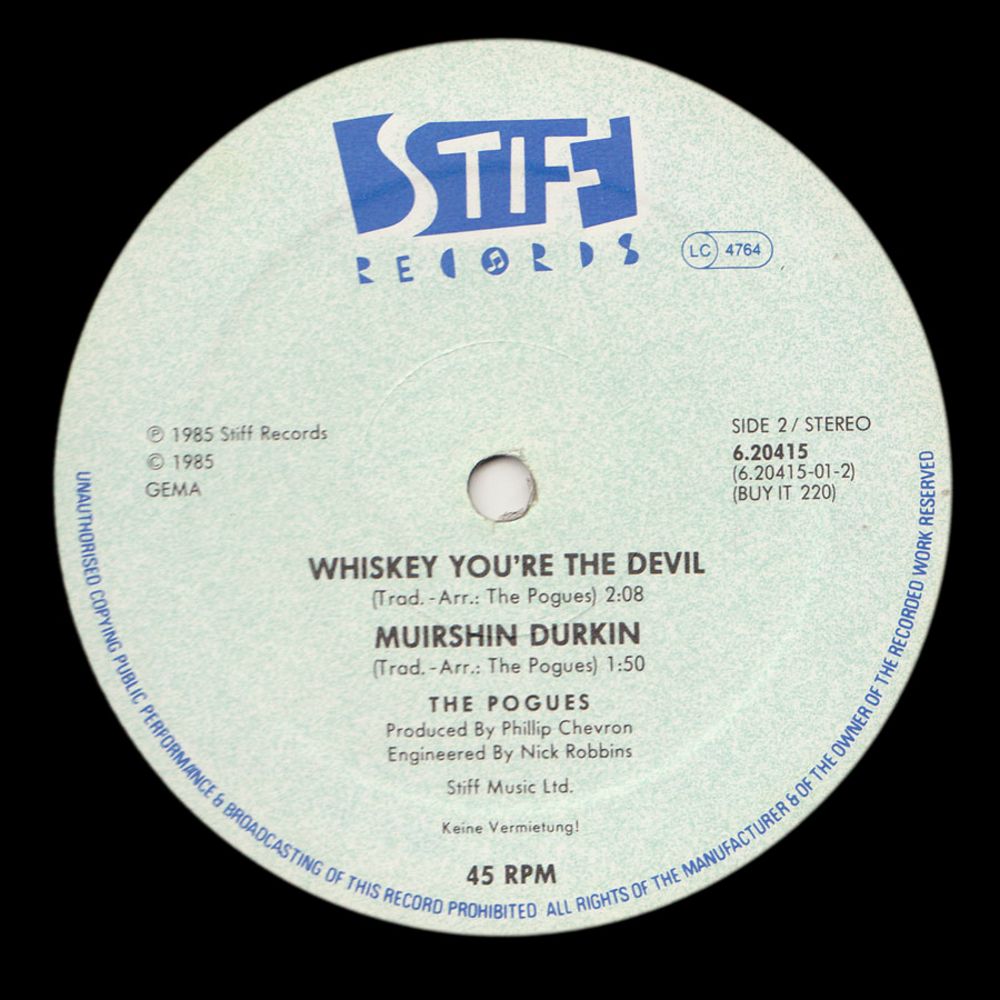 STIFF
RECORDS
LC 4764
℗ 1985 Stiff Records
© 1985
GEMA
SIDE 2 / STEREO
6.20415
(6.20415-01-2)
(BUY IT 220)
WHISKEY YOU'RE THE DEVIL
(Trad. - Arr.: The Pogues) 2:08
MUIRSHIN DURKIN
(Trad. - Arr.: The Pogues) 1:50
THE POGUES
Produced By Phillip Chevron
Engineered By Nick Robbins
Stiff Music Ltd.
Keine Vermietung!
45 RPM
UNAUTHORISED COPYING PUBLIC PERFORMANCE & BROADCASTING OF THIS RECORD PROHIBITED ALL RIGHTS OF THE MANUFACTURER & OF THE OWNER OF THE RECORDED WORK RESERVED